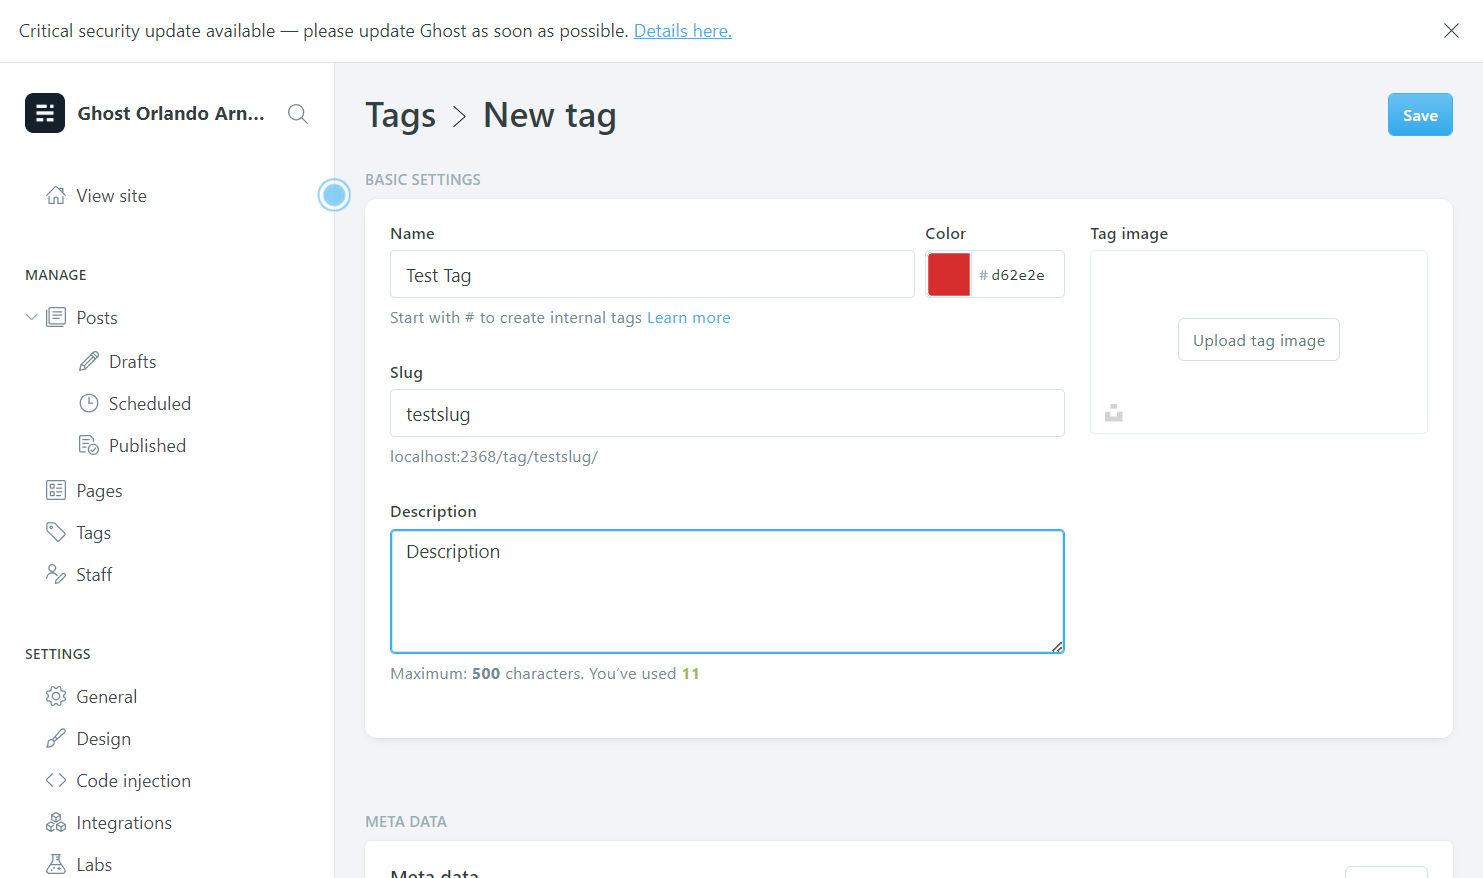 Critical security update available — please update Ghost as soon as possible. Details here.
Ghost Orlando Arn...
View site
MANAGE
Posts
Drafts
Scheduled
Published
Pages
Tags
Staff
SETTINGS
General
Design
Code injection
Integrations
Labs
Tags > New tag
Save
BASIC SETTINGS
Name
Test Tag
Start with # to create internal tags Learn more
Color
# d62e2e
Slug
testslug
localhost:2368/tag/testslug/
Description
Description
Maximum: 500 characters. You’ve used 11
Tag image
Upload tag image
META DATA
Meta data